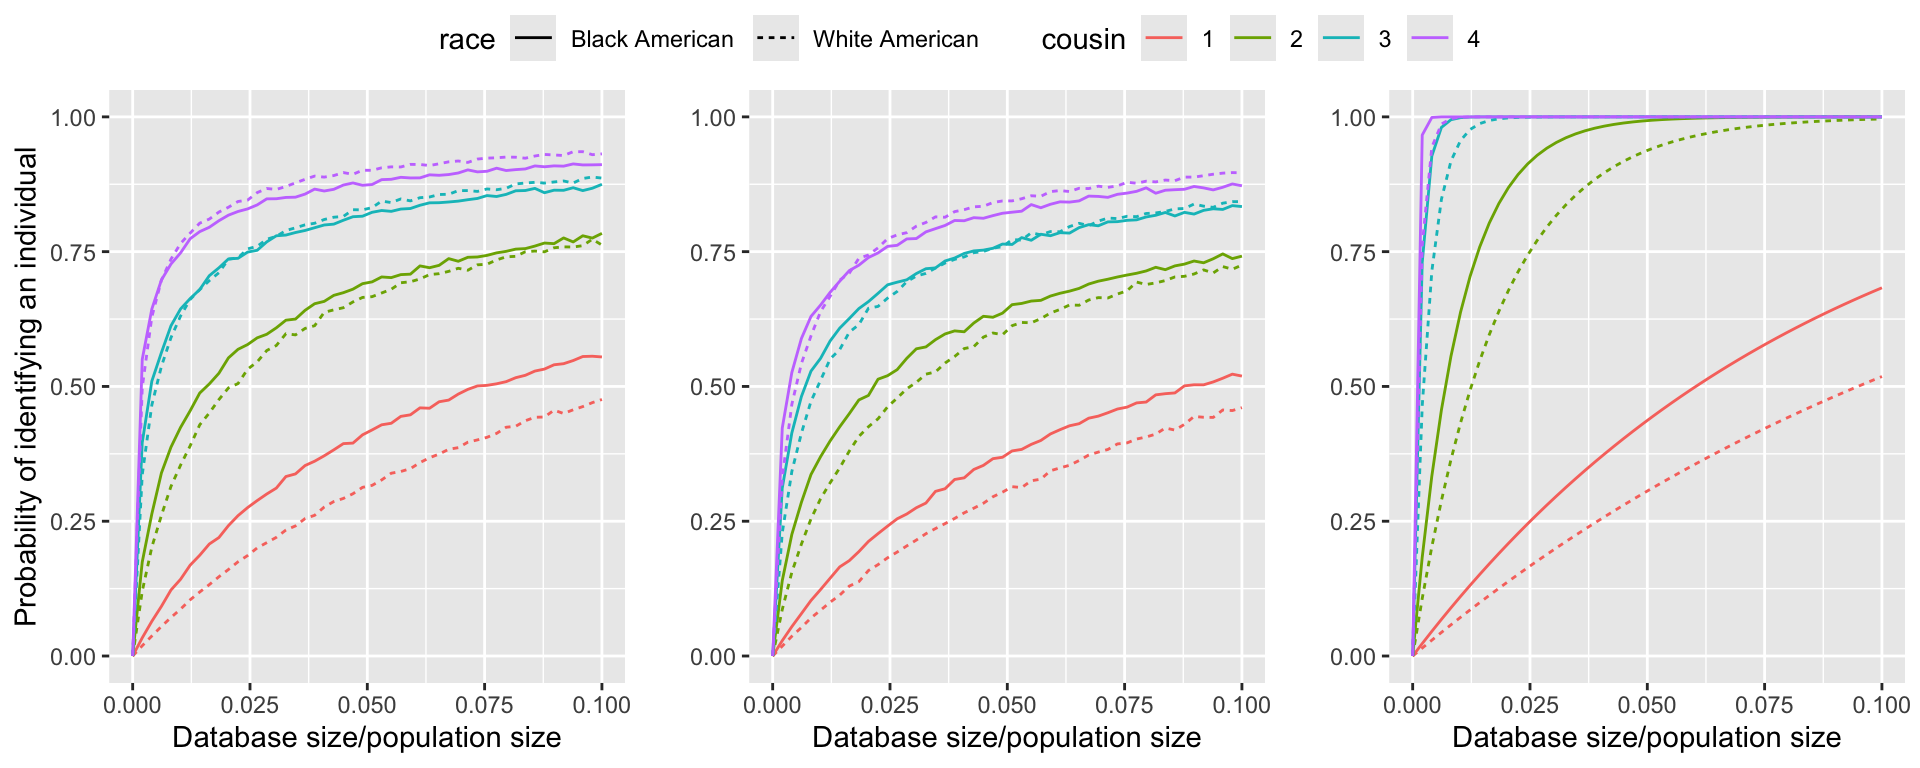 race Black American White American cousin 1 2 3 4
Probability of identifying an individual
1.00
0.75
0.50
0.25
0.00
0.000 0.025 0.050 0.075 0.100
Database size/population size
1.00
0.75
0.50
0.25
0.00
0.000 0.025 0.050 0.075 0.100
Database size/population size
1.00
0.75
0.50
0.25
0.00
0.000 0.025 0.050 0.075 0.100
Database size/population size